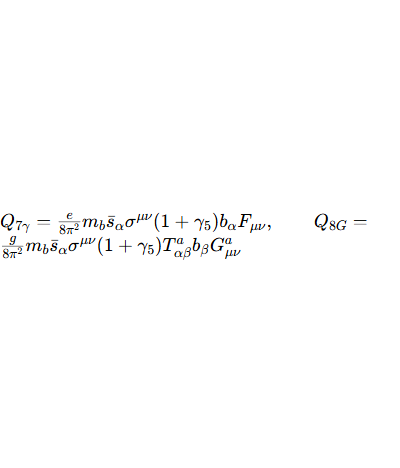 $Q_{7\gamma} = \frac{e}{8\pi^2} m_b \bar{s}_\alpha \sigma^{\mu\nu} (1 + \gamma_5) b_\alpha F_{\mu\nu}, \qquad Q_{8G} =$
$\frac{g}{8\pi^2} m_b \bar{s}_\alpha \sigma^{\mu\nu} (1 + \gamma_5) T^a_{\alpha\beta} b_\beta G^a_{\mu\nu}$